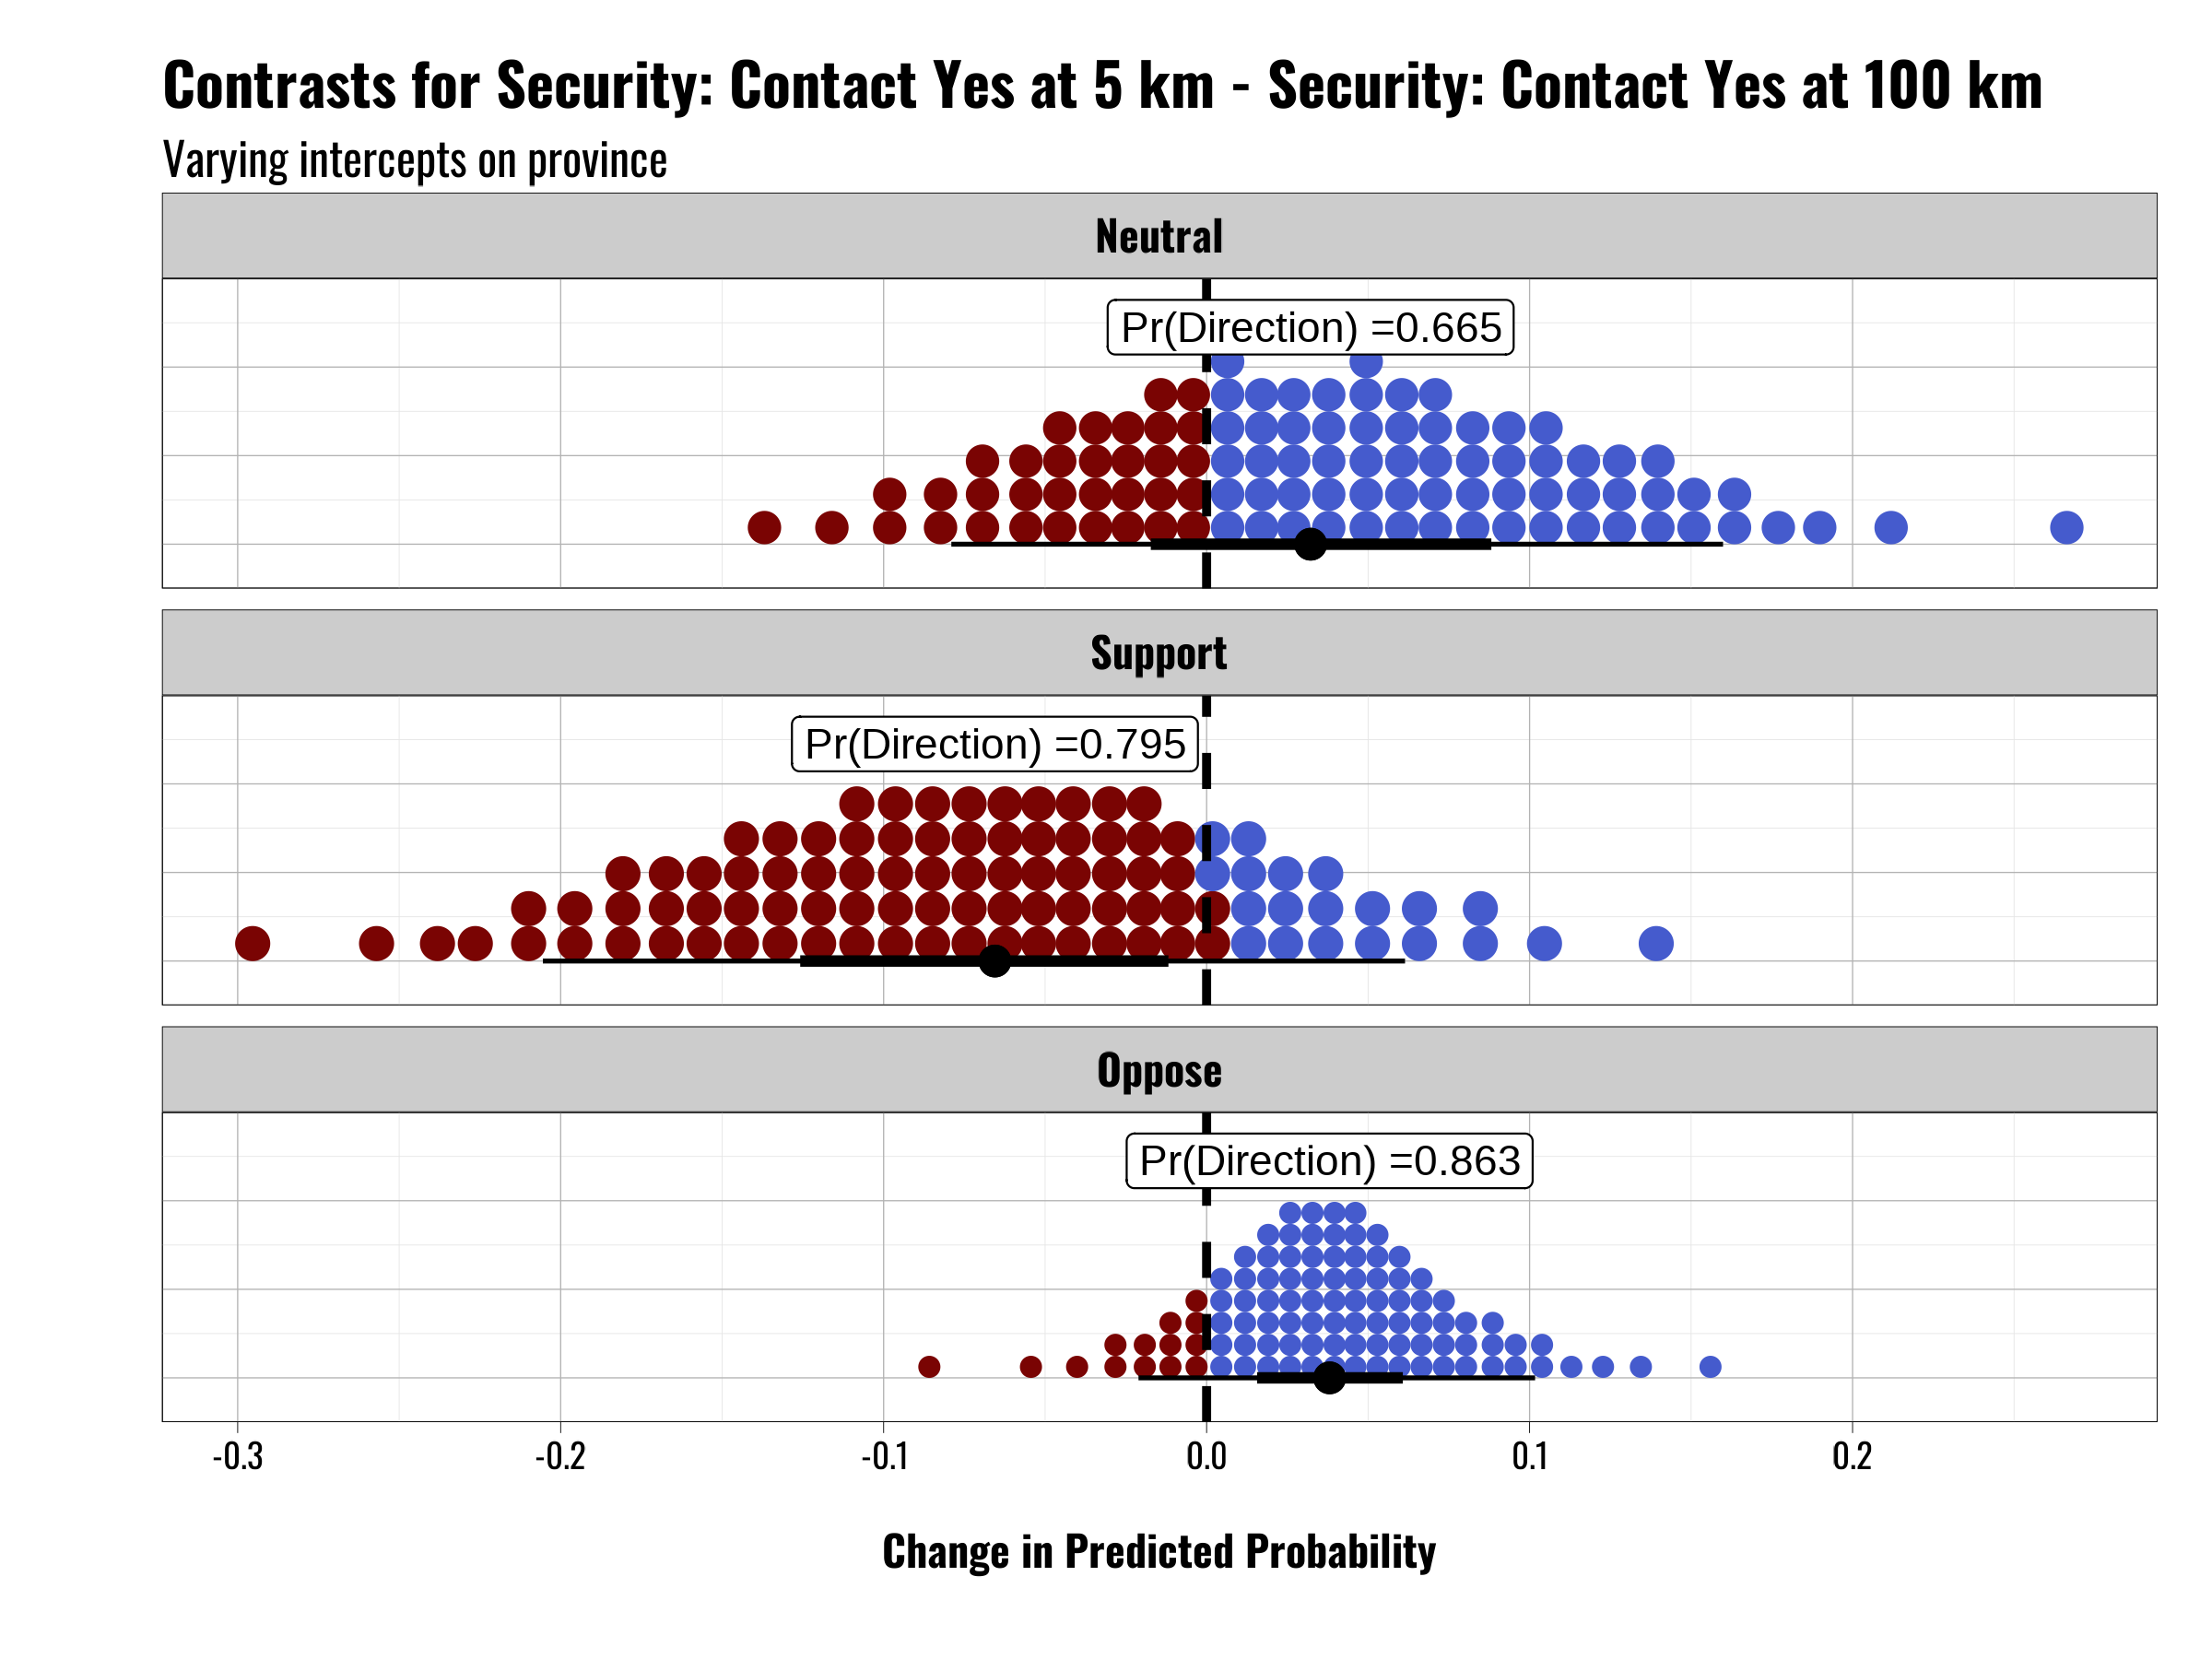 Contrasts for Security: Contact Yes at 5 km - Security: Contact Yes at 100 km
Varying intercepts on province
Neutral
Pr(Direction) =0.665
Support
Pr(Direction) =0.795
Oppose
Pr(Direction) =0.863
-0.3 -0.2 -0.1 0.0 0.1 0.2
Change in Predicted Probability